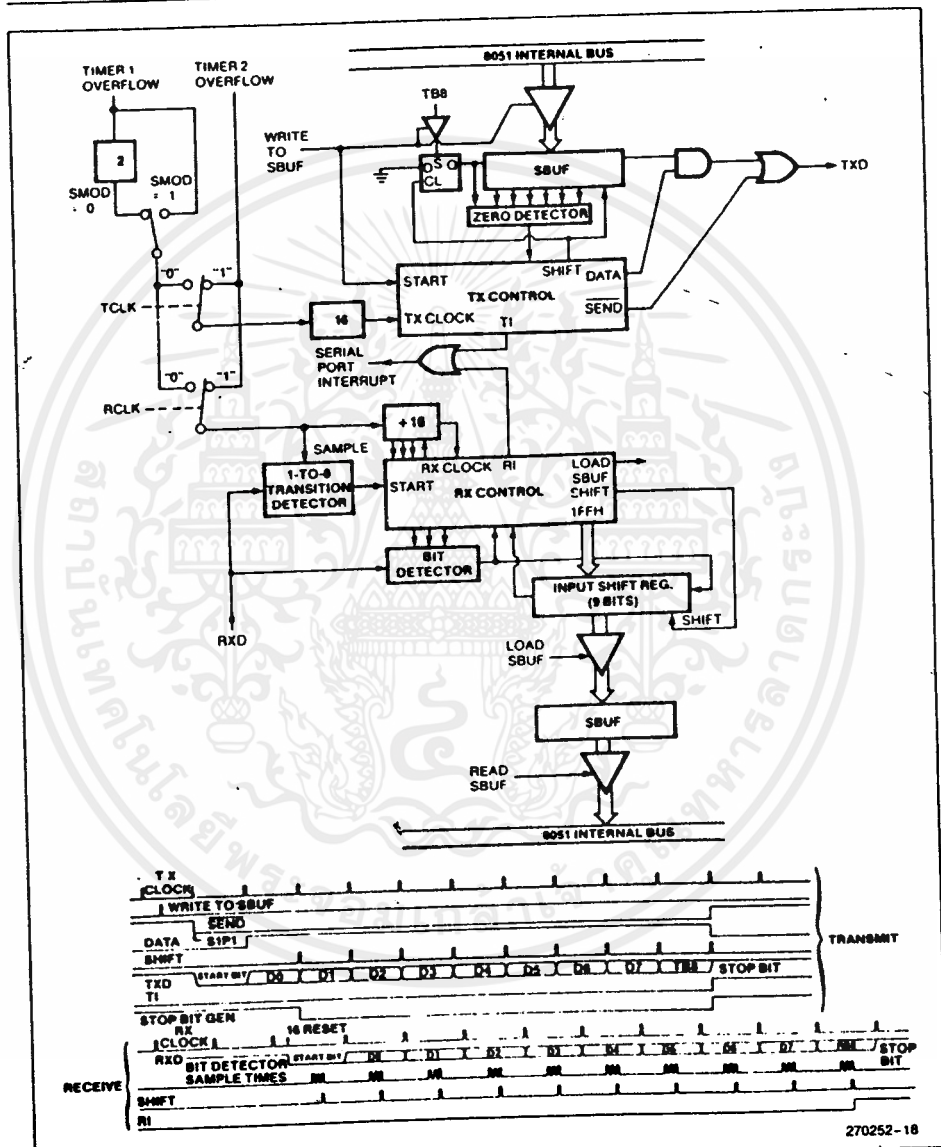 8051 INTERNAL BUS
TIMER 1 OVERFLOW
TIMER 2 OVERFLOW
TB8
WRITE TO SBUF
2
SMOD = 0
SMOD = 1
S
CL
SBUF
ZERO DETECTOR
"0"
"1"
TCLK
START
SHIFT
DATA
TX CONTROL
16
TX CLOCK
TI
SEND
SERIAL PORT INTERRUPT
"0"
"1"
RCLK
+ 16
SAMPLE
1-TO-0 TRANSITION DETECTOR
RX CLOCK
RI
START
RX CONTROL
LOAD SBUF
SHIFT
1FFH
BIT DETECTOR
INPUT SHIFT REG.
(9 BITS)
SHIFT
RXD
LOAD SBUF
SBUF
READ SBUF
8051 INTERNAL BUS
TX CLOCK
WRITE TO SBUF
SEND
DATA
S1P1
TRANSMIT
SHIFT
TXD
START BIT
D0
D1
D2
D3
D4
D5
D6
D7
TB8
STOP BIT
TI
STOP BIT GEN
RX CLOCK
16 RESET
RXD
START BIT
D0
D1
D2
D3
D4
D5
D6
D7
RB8
STOP BIT
RECEIVE
BIT DETECTOR SAMPLE TIMES
SHIFT
RI
270252-18